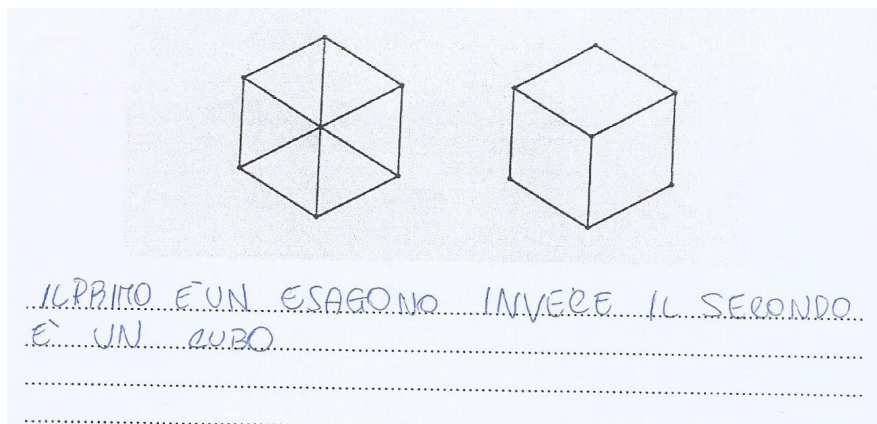 IL PRIMO E' UN ESAGONO INVECE IL SECONDO
E' UN CUBO